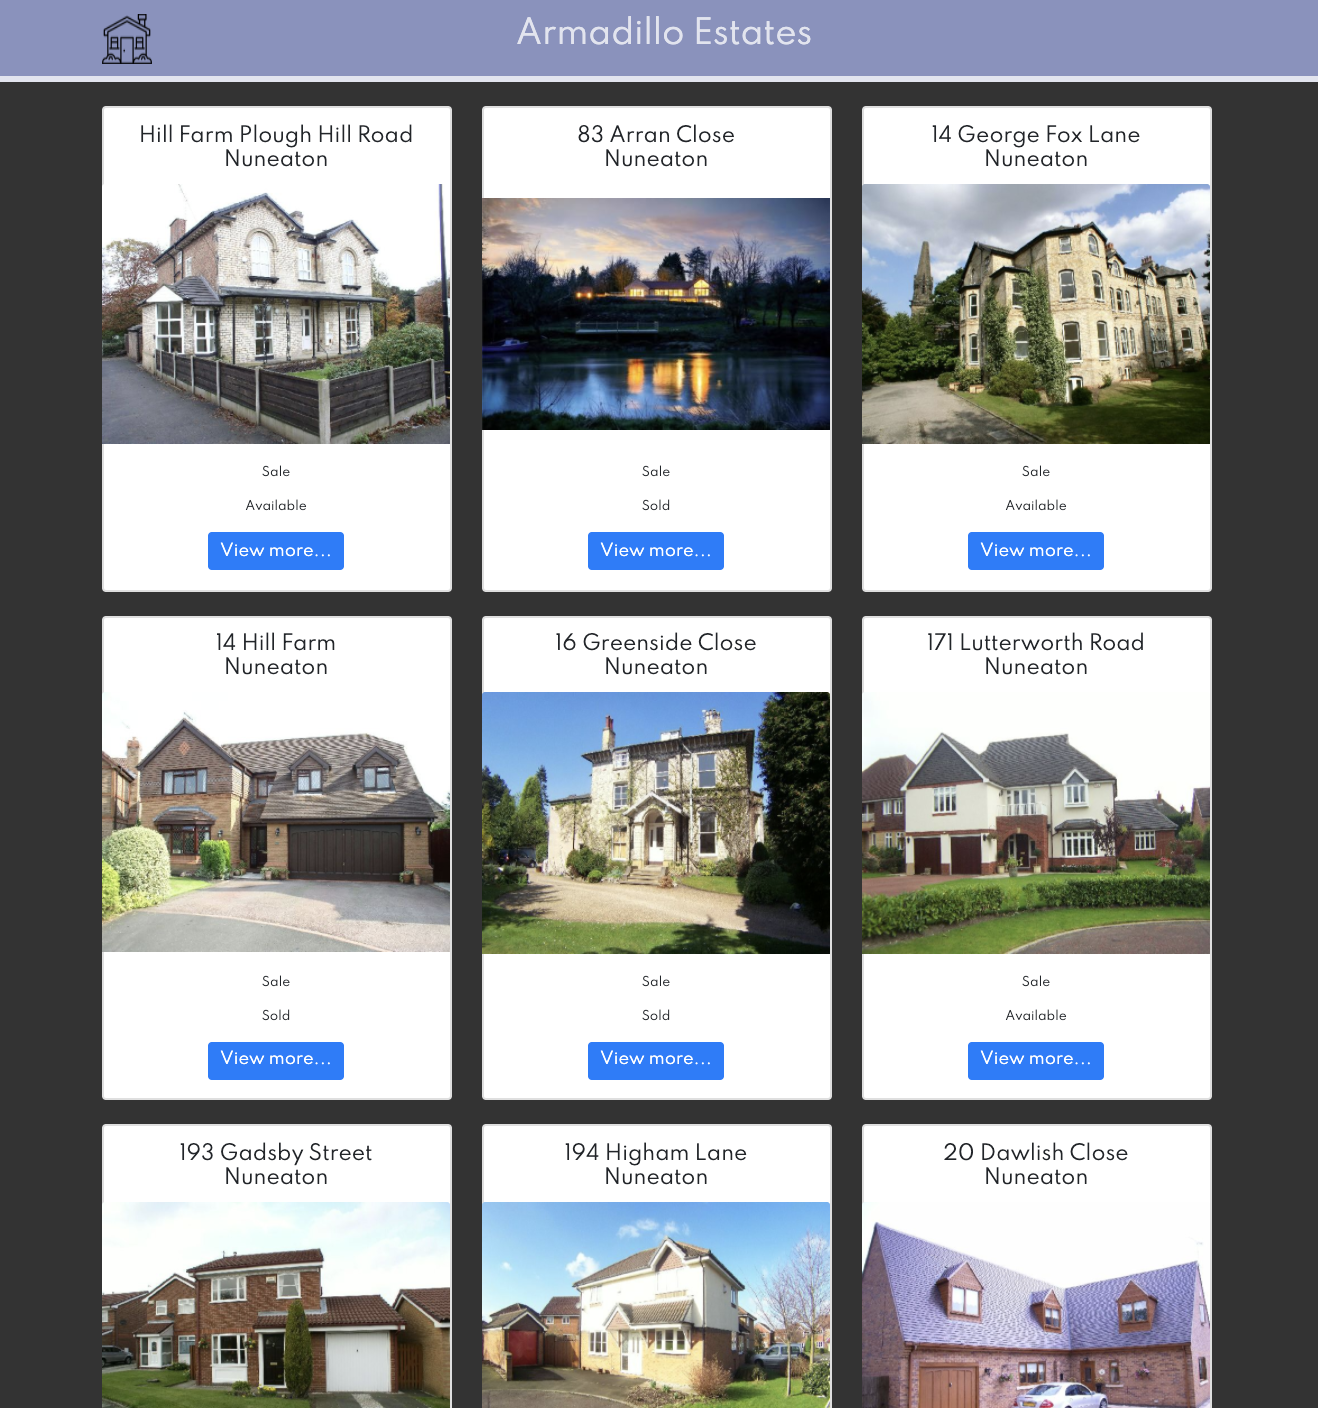 Armadillo Estates
Hill Farm Plough Hill Road
Nuneaton
Sale
Available
View more...
83 Arran Close
Nuneaton
Sale
Sold
View more...
14 George Fox Lane
Nuneaton
Sale
Available
View more...
14 Hill Farm
Nuneaton
Sale
Sold
View more...
16 Greenside Close
Nuneaton
Sale
Sold
View more...
171 Lutterworth Road
Nuneaton
Sale
Available
View more...
193 Gadsby Street
Nuneaton
194 Higham Lane
Nuneaton
20 Dawlish Close
Nuneaton